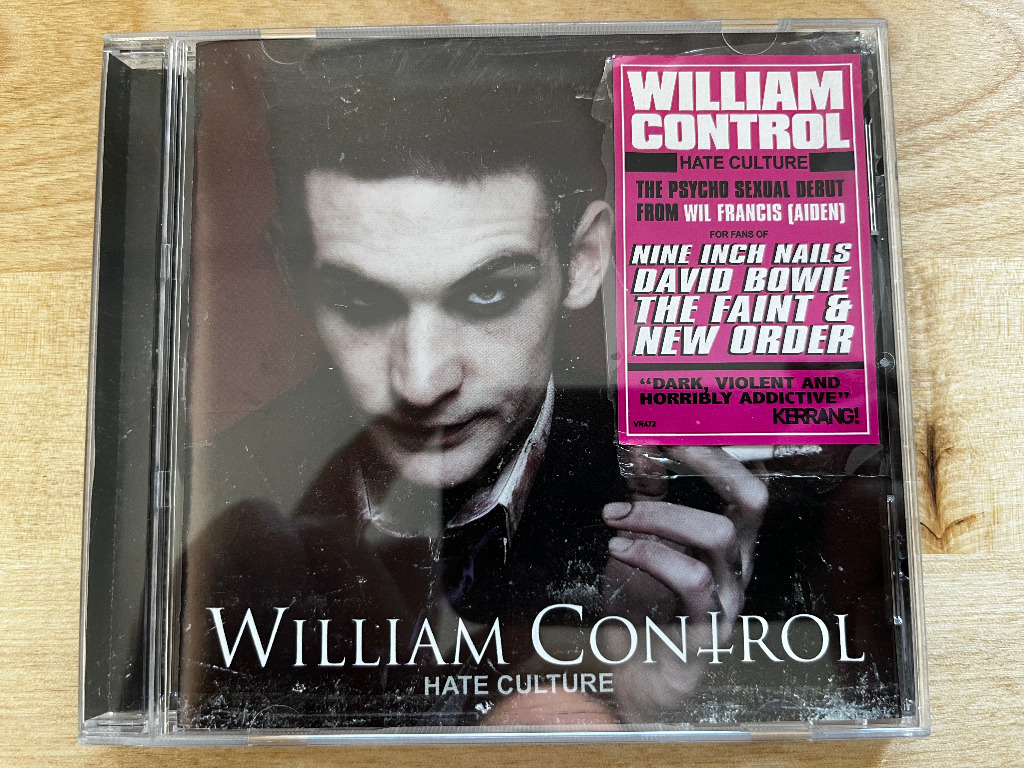 WILLIAM
CONTROL
HATE CULTURE
THE PSYCHO SEXUAL DEBUT
FROM WIL FRANCIS (AIDEN)
FOR FANS OF
NINE INCH NAILS
DAVID BOWIE
THE FAINT &
NEW ORDER
“DARK, VIOLENT AND
HORRIBLY ADDICTIVE”
KERRANG!
VR472
WILLIAM CONTROL
HATE CULTURE